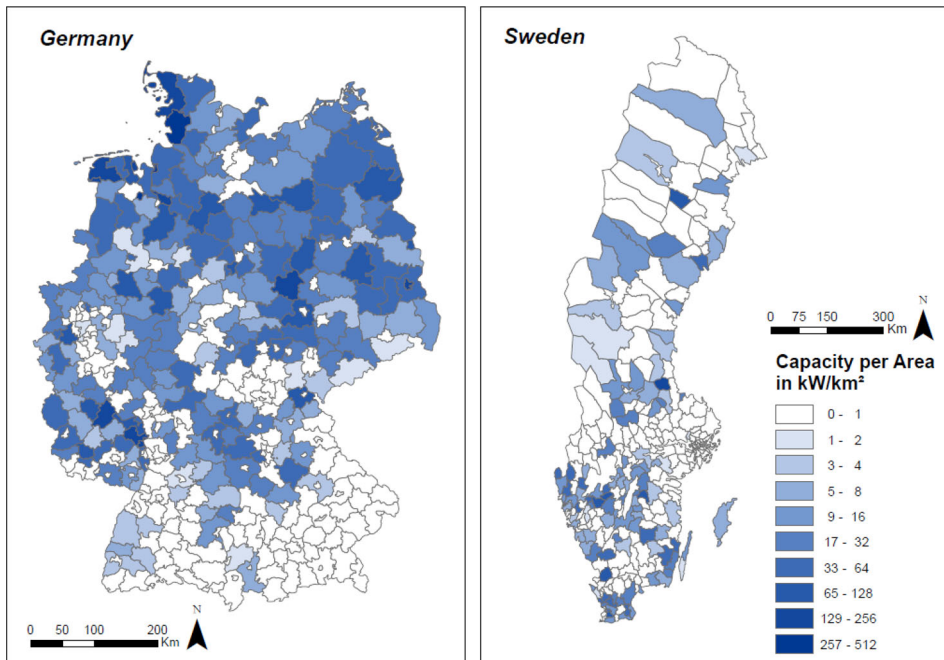 Germany
N
0 50 100 200
Km
Sweden
N
0 75 150 300
Km
Capacity per Area
in kW/km²
0 - 1
1 - 2
3 - 4
5 - 8
9 - 16
17 - 32
33 - 64
65 - 128
129 - 256
257 - 512